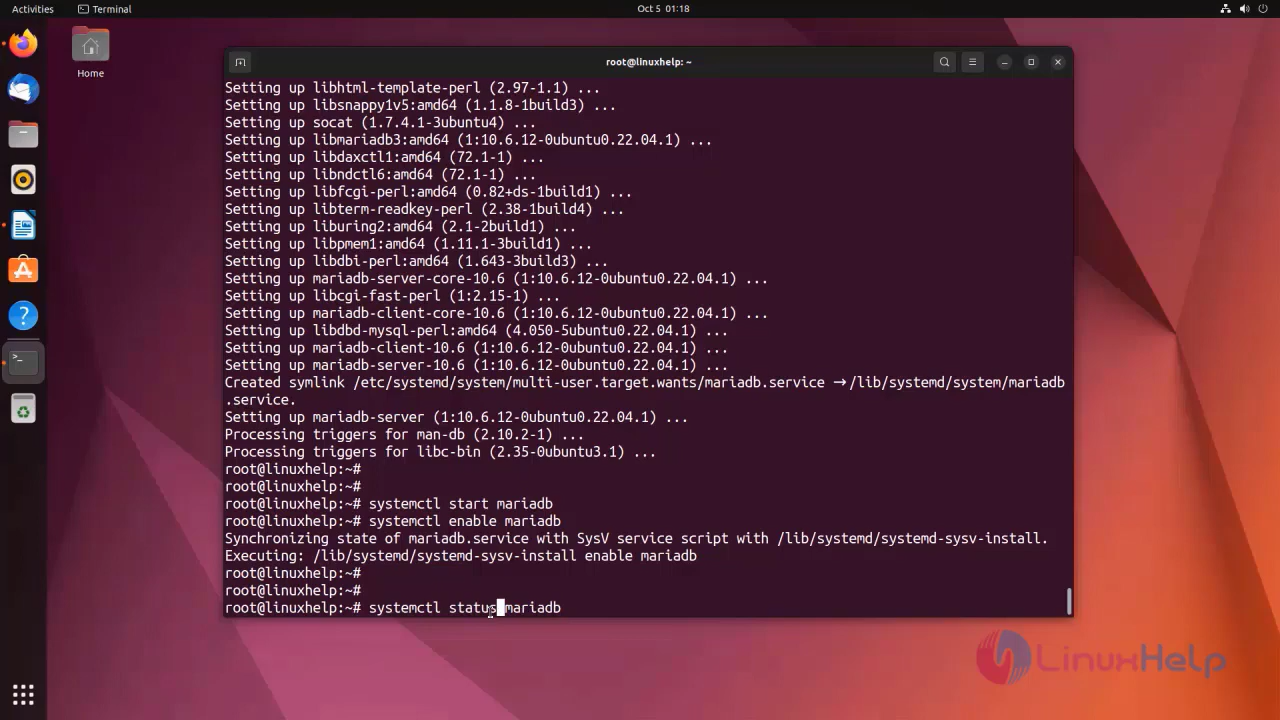 Activities Terminal Oct 5 01:18
Home
root@linuxhelp: ~
Setting up libhtml-template-perl (2.97-1.1) ...
Setting up libsnappy1v5:amd64 (1.1.8-1build3) ...
Setting up socat (1.7.4.1-3ubuntu4) ...
Setting up libmariadb3:amd64 (1:10.6.12-0ubuntu0.22.04.1) ...
Setting up libdaxctl1:amd64 (72.1-1) ...
Setting up libndctl6:amd64 (72.1-1) ...
Setting up libfcgi-perl:amd64 (0.82+ds-1build1) ...
Setting up libterm-readkey-perl (2.38-1build4) ...
Setting up liburing2:amd64 (2.1-2build1) ...
Setting up libpmem1:amd64 (1.11.1-3build1) ...
Setting up libdbi-perl:amd64 (1.643-3build3) ...
Setting up mariadb-server-core-10.6 (1:10.6.12-0ubuntu0.22.04.1) ...
Setting up libcgi-fast-perl (1:2.15-1) ...
Setting up mariadb-client-core-10.6 (1:10.6.12-0ubuntu0.22.04.1) ...
Setting up libdbd-mysql-perl:amd64 (4.050-5ubuntu0.22.04.1) ...
Setting up mariadb-client-10.6 (1:10.6.12-0ubuntu0.22.04.1) ...
Setting up mariadb-server-10.6 (1:10.6.12-0ubuntu0.22.04.1) ...
Created symlink /etc/systemd/system/multi-user.target.wants/mariadb.service → /lib/systemd/system/mariadb
.service.
Setting up mariadb-server (1:10.6.12-0ubuntu0.22.04.1) ...
Processing triggers for man-db (2.10.2-1) ...
Processing triggers for libc-bin (2.35-0ubuntu3.1) ...
root@linuxhelp:~#
root@linuxhelp:~#
root@linuxhelp:~# systemctl start mariadb
root@linuxhelp:~# systemctl enable mariadb
Synchronizing state of mariadb.service with SysV service script with /lib/systemd/systemd-sysv-install.
Executing: /lib/systemd/systemd-sysv-install enable mariadb
root@linuxhelp:~#
root@linuxhelp:~#
root@linuxhelp:~# systemctl status mariadb
LinuxHelp